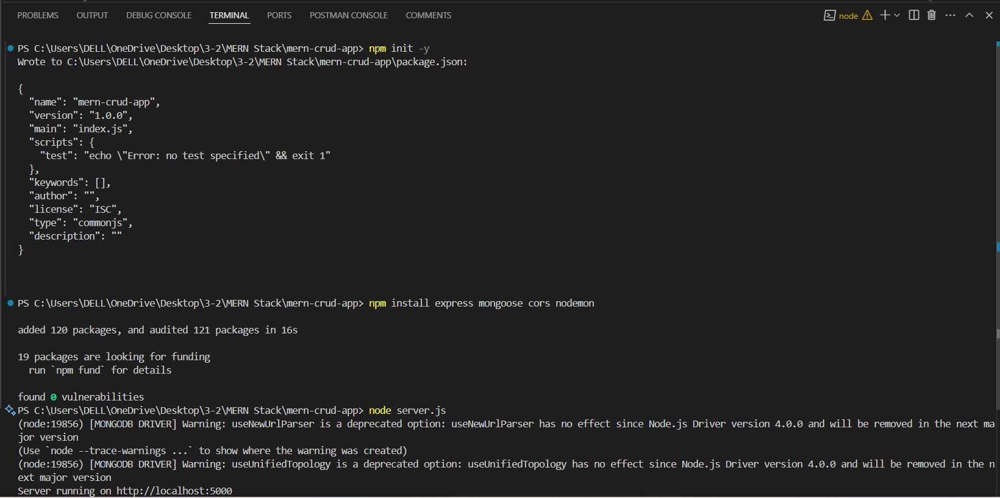 PROBLEMS OUTPUT DEBUG CONSOLE TERMINAL PORTS POSTMAN CONSOLE COMMENTS node
PS C:\Users\DELL\OneDrive\Desktop\3-2\MERN Stack\mern-crud-app> npm init -y
Wrote to C:\Users\DELL\OneDrive\Desktop\3-2\MERN Stack\mern-crud-app\package.json:
{
"name": "mern-crud-app",
"version": "1.0.0",
"main": "index.js",
"scripts": {
"test": "echo \"Error: no test specified\" && exit 1"
},
"keywords": [],
"author": "",
"license": "ISC",
"type": "commonjs",
"description": ""
}
PS C:\Users\DELL\OneDrive\Desktop\3-2\MERN Stack\mern-crud-app> npm install express mongoose cors nodemon
added 120 packages, and audited 121 packages in 16s
19 packages are looking for funding
run `npm fund` for details
found 0 vulnerabilities
PS C:\Users\DELL\OneDrive\Desktop\3-2\MERN Stack\mern-crud-app> node server.js
(node:19856) [MONGODB DRIVER] Warning: useNewUrlParser is a deprecated option: useNewUrlParser has no effect since Node.js Driver version 4.0.0 and will be removed in the next ma
jor version
(Use `node --trace-warnings ...` to show where the warning was created)
(node:19856) [MONGODB DRIVER] Warning: useUnifiedTopology is a deprecated option: useUnifiedTopology has no effect since Node.js Driver version 4.0.0 and will be removed in the n
ext major version
Server running on http://localhost:5000